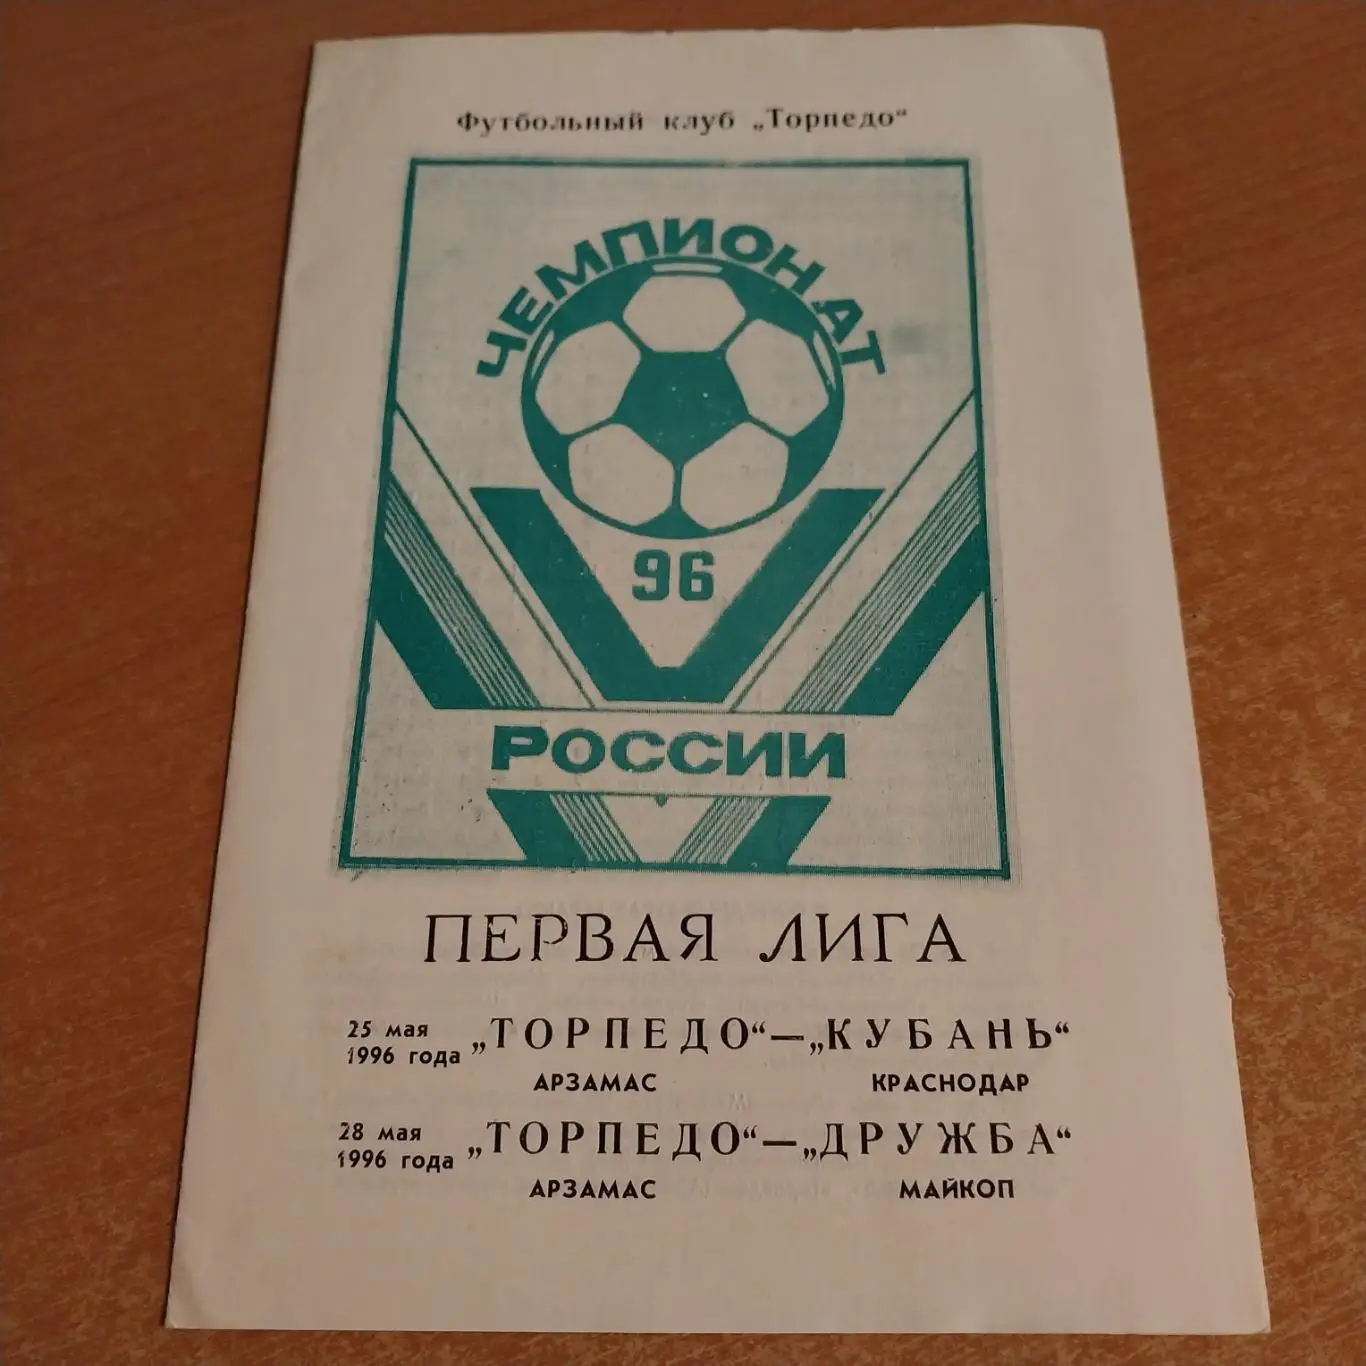 Футбольный клуб „Торпедо“
ЧЕМПИОНАТ
96
РОССИИ
ПЕРВАЯ ЛИГА
25 мая
1996 года
„ТОРПЕДО“—„КУБАНЬ“
АРЗАМАС КРАСНОДАР
28 мая
1996 года
„ТОРПЕДО“—„ДРУЖБА“
АРЗАМАС МАЙКОП